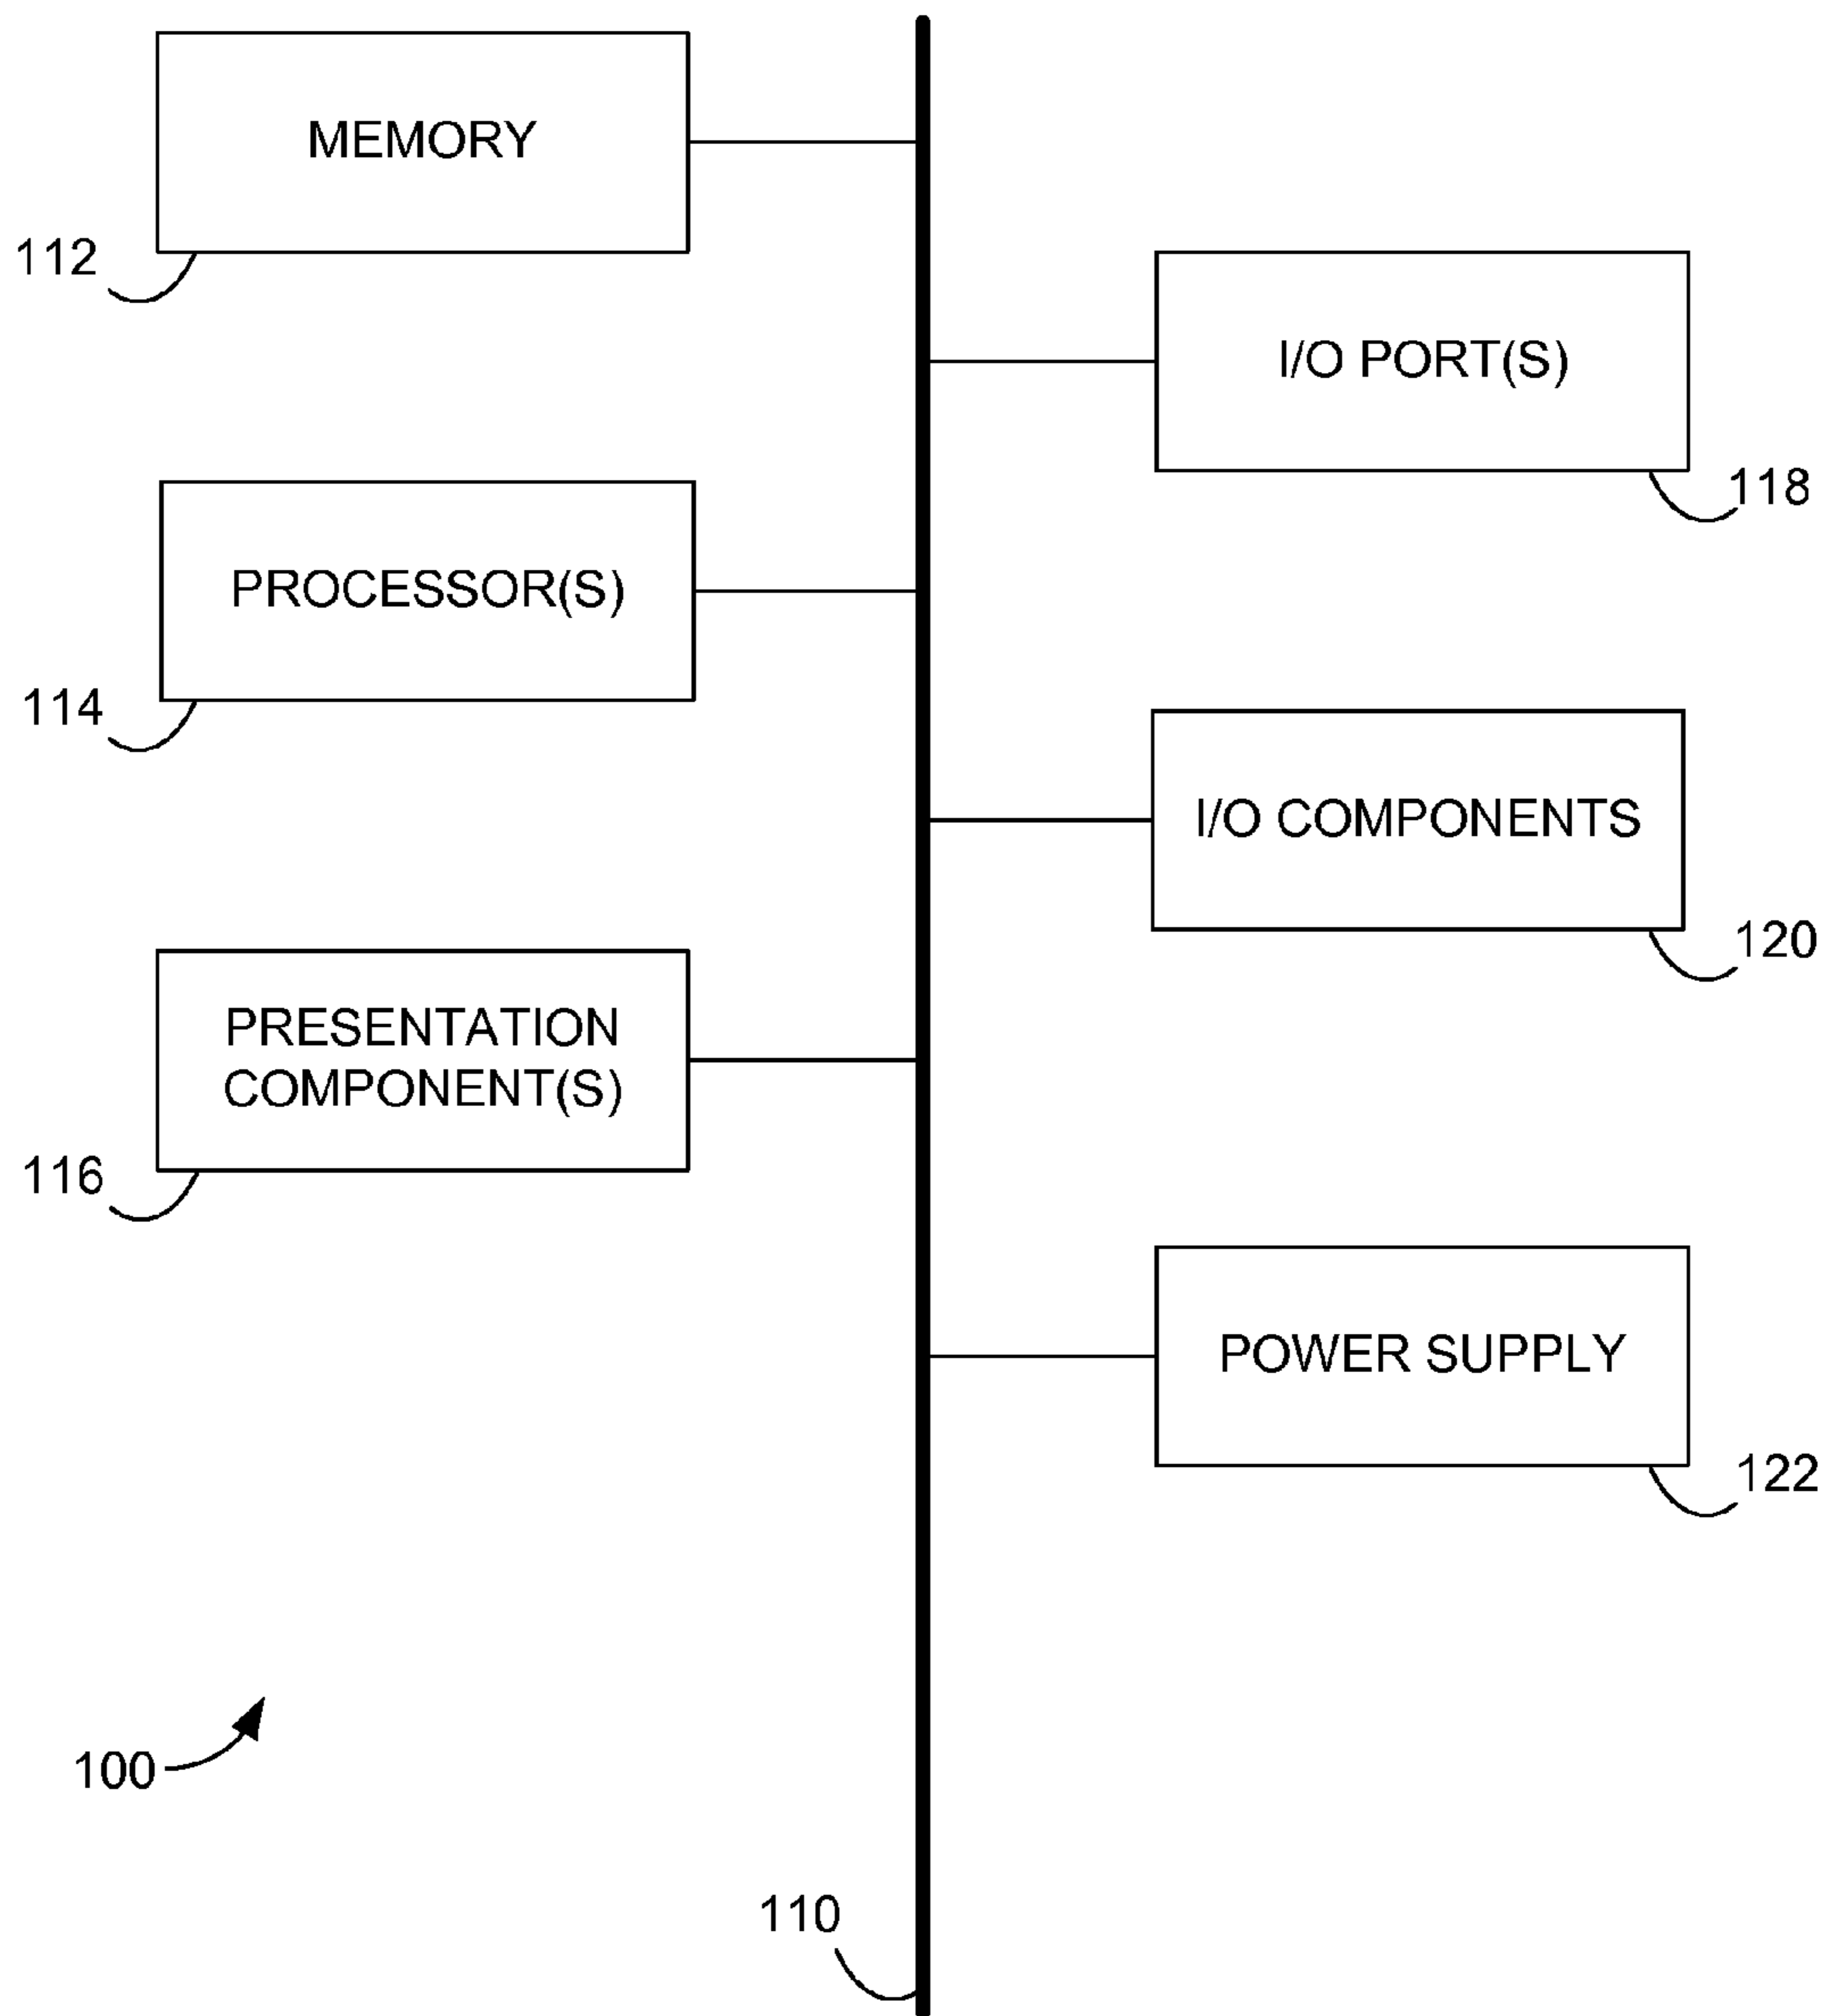 MEMORY
112
I/O PORT(S)
118
PROCESSOR(S)
114
I/O COMPONENTS
120
PRESENTATION
COMPONENT(S)
116
POWER SUPPLY
122
100
110